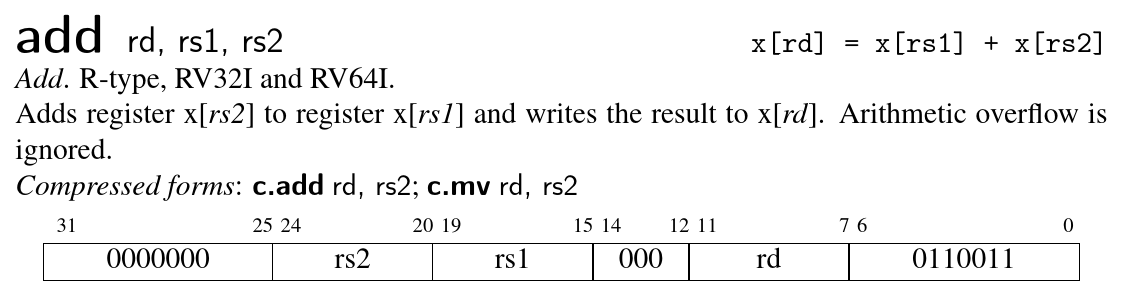 add rd, rs1, rs2 x[rd] = x[rs1] + x[rs2]
Add. R-type, RV32I and RV64I.
Adds register x[rs2] to register x[rs1] and writes the result to x[rd]. Arithmetic overflow is
ignored.
Compressed forms: c.add rd, rs2; c.mv rd, rs2
31 25 24 20 19 15 14 12 11 7 6 0
0000000 rs2 rs1 000 rd 0110011